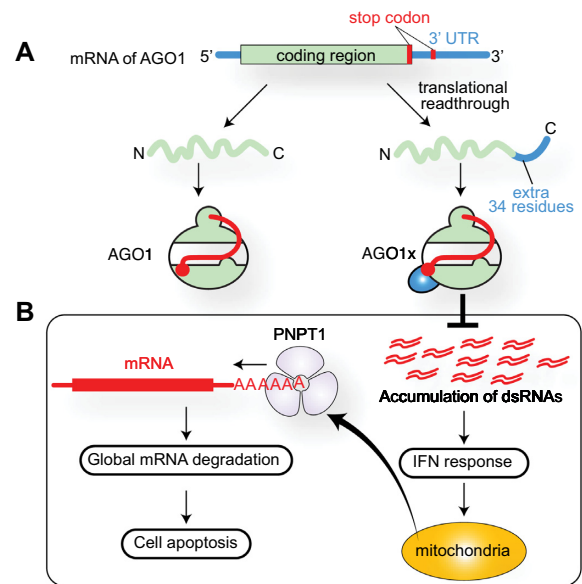 A
stop codon
mRNA of AGO1
5’
coding region
3’ UTR
3’
translational
readthrough
N
C
N
C
extra
34 residues
AGO1
AGO1x
B
PNPT1
mRNA
AAAAAA
Accumulation of dsRNAs
Global mRNA degradation
IFN response
Cell apoptosis
mitochondria